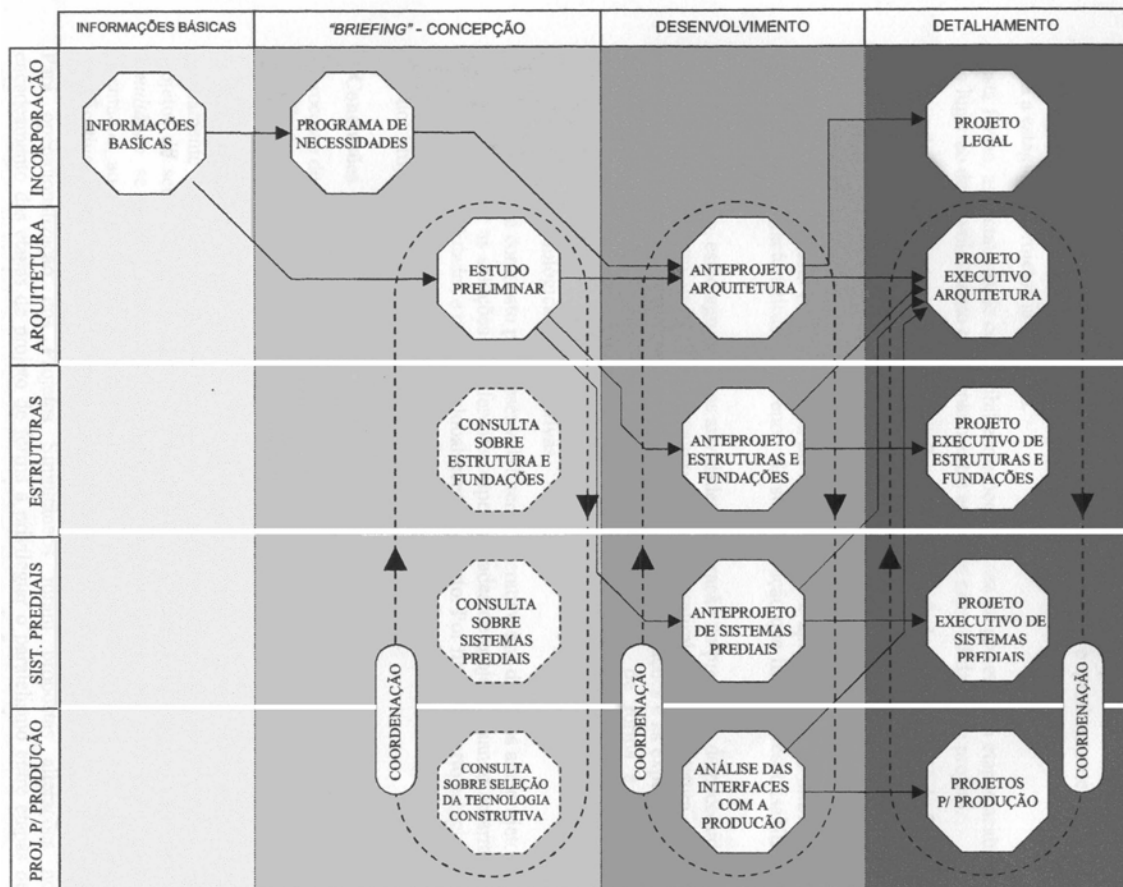 INFORMAÇÕES BÁSICAS
"BRIEFING" - CONCEPÇÃO
DESENVOLVIMENTO
DETALHAMENTO
INCORPORAÇÃO
INFORMAÇÕES
BASÍCAS
PROGRAMA DE
NECESSIDADES
PROJETO
LEGAL
ARQUITETURA
ESTUDO
PRELIMINAR
ANTEPROJETO
ARQUITETURA
PROJETO
EXECUTIVO
ARQUITETURA
ESTRUTURAS
CONSULTA
SOBRE
ESTRUTURA E
FUNDAÇÕES
ANTEPROJETO
ESTRUTURAS E
FUNDAÇÕES
PROJETO
EXECUTIVO DE
ESTRUTURAS E
FUNDAÇÕES
SIST. PREDIAIS
CONSULTA
SOBRE
SISTEMAS
PREDIAIS
ANTEPROJETO
DE SISTEMAS
PREDIAIS
PROJETO
EXECUTIVO DE
SISTEMAS
PREDIAIS
COORDENAÇÃO
COORDENAÇÃO
COORDENAÇÃO
PROJ. P/ PRODUÇÃO
CONSULTA
SOBRE SELEÇÃO
DA TECNOLOGIA
CONSTRUTIVA
ANÁLISE DAS
INTERFACES
COM A
PRODUCÃO
PROJETOS
P/ PRODUÇÃO